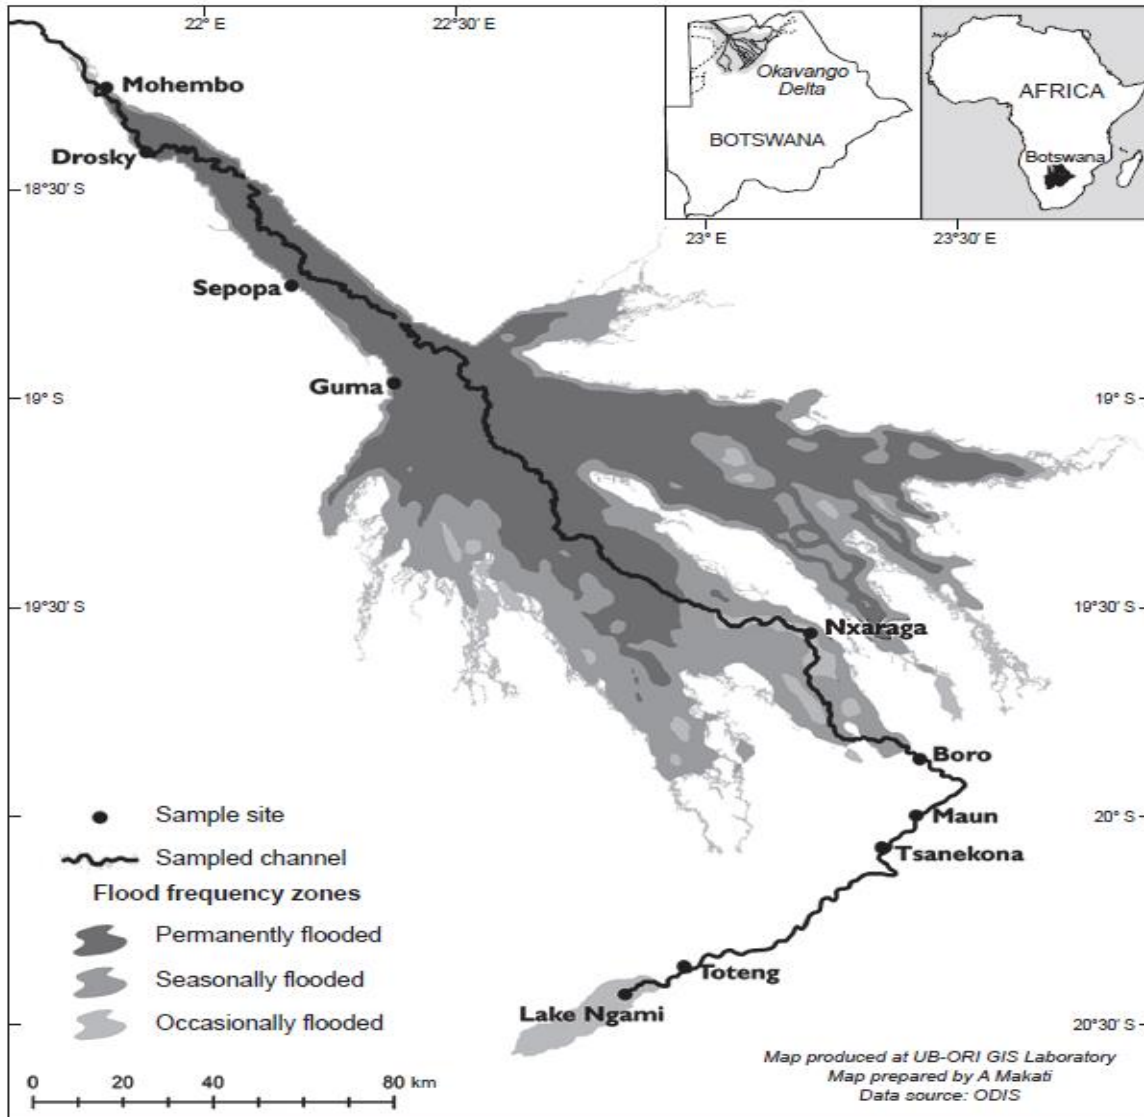 22° E
22°30' E
Mohembo
Drosky
18°30' S
Sepopa
Guma
19° S
19°30' S
Okavango
Delta
BOTSWANA
AFRICA
Botswana
23° E
23°30' E
19° S
19°30' S
Nxaraga
Boro
Maun
20° S
Tsanekona
Toteng
Lake Ngami
20°30' S
Sample site
Sampled channel
Flood frequency zones
Permanently flooded
Seasonally flooded
Occasionally flooded
0 20 40 80 km
Map produced at UB-ORI GIS Laboratory
Map prepared by A Makati
Data source: ODIS